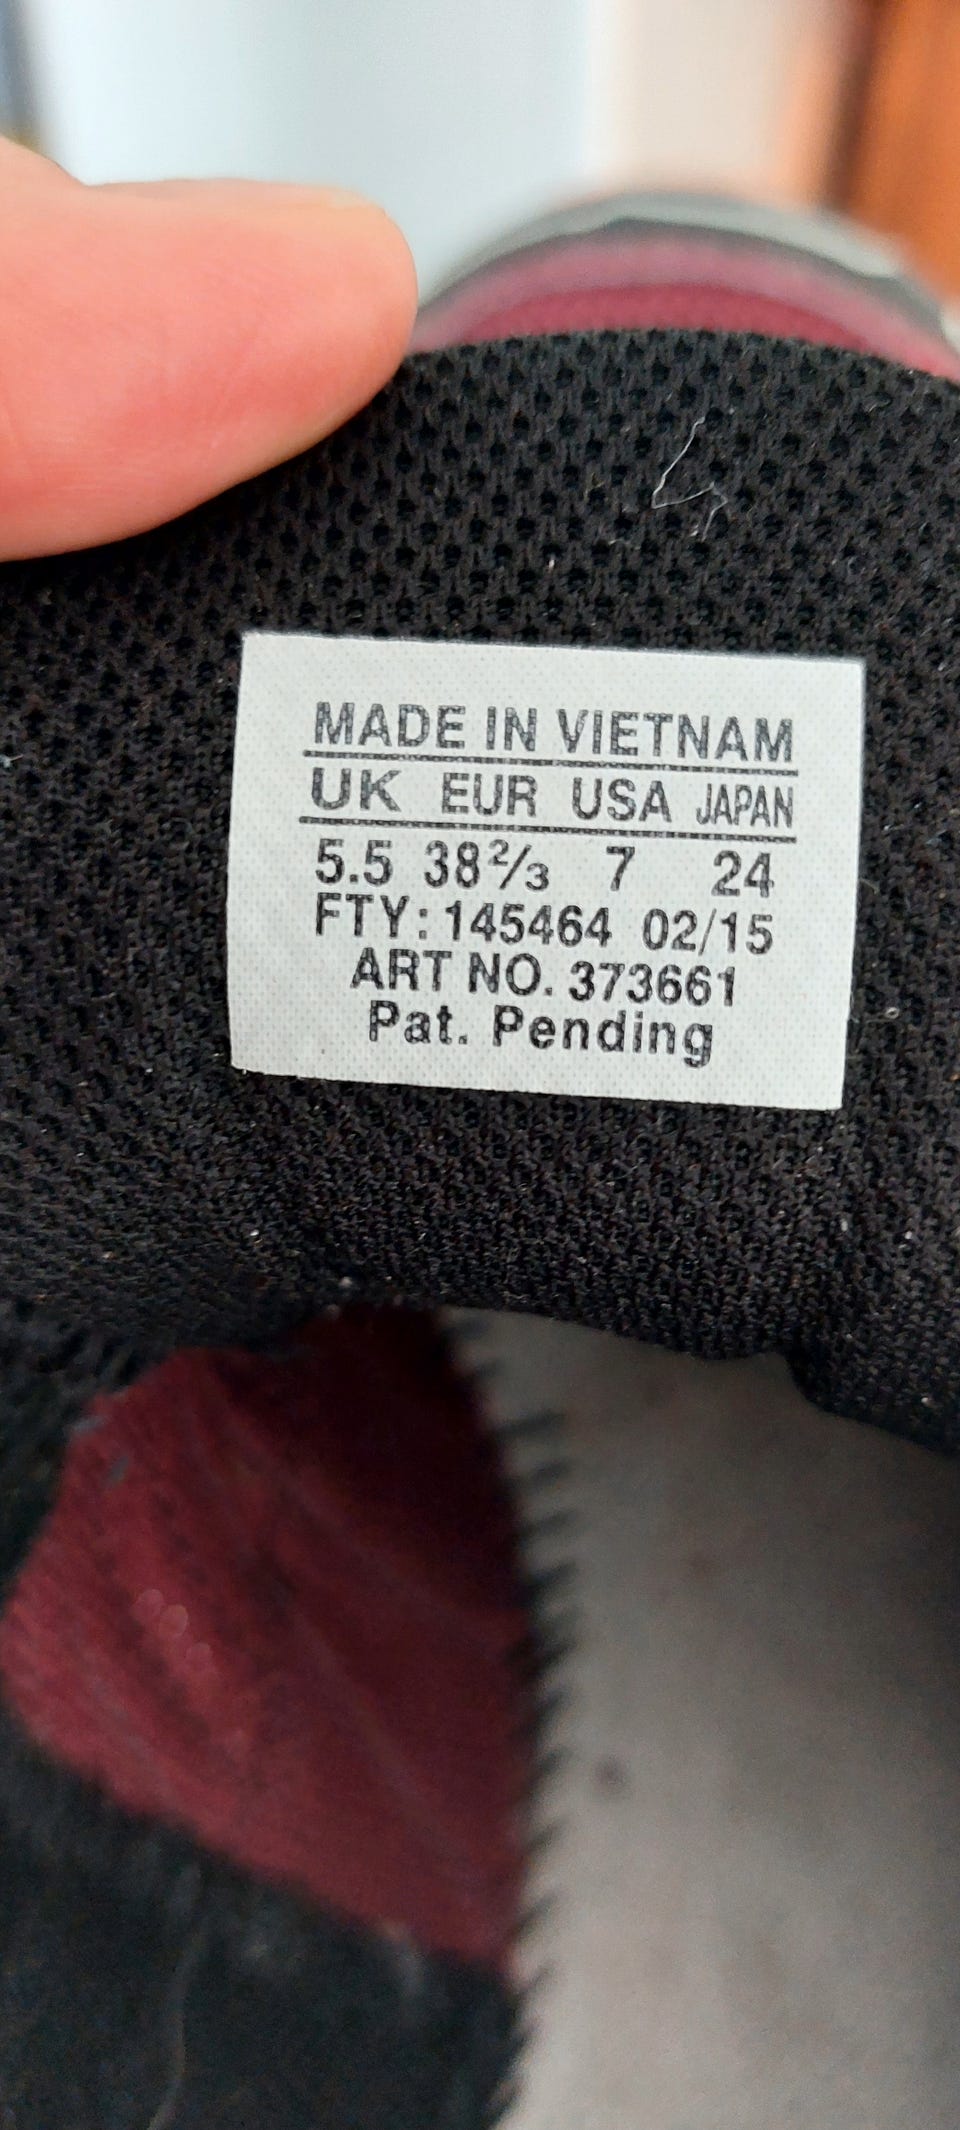 MADE IN VIETNAM
UK EUR USA JAPAN
5.5 38⅔ 7 24
FTY: 145464 02/15
ART NO. 373661
Pat. Pending